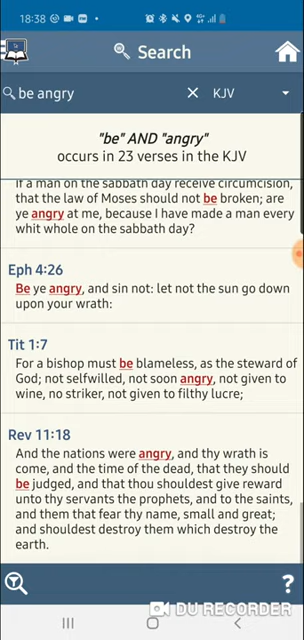 18:38
Search
be angry
KJV
"be" AND "angry"
occurs in 23 verses in the KJV
If a man on the sabbath day receive circumcision,
that the law of Moses should not be broken; are
ye angry at me, because I have made a man every
whit whole on the sabbath day?
Eph 4:26
Be ye angry, and sin not: let not the sun go down
upon your wrath:
Tit 1:7
For a bishop must be blameless, as the steward of
God; not selfwilled, not soon angry, not given to
wine, no striker, not given to filthy lucre;
Rev 11:18
And the nations were angry, and thy wrath is
come, and the time of the dead, that they should
be judged, and that thou shouldest give reward
unto thy servants the prophets, and to the saints,
and them that fear thy name, small and great;
and shouldest destroy them which destroy the
earth.
?
DU RECORDER